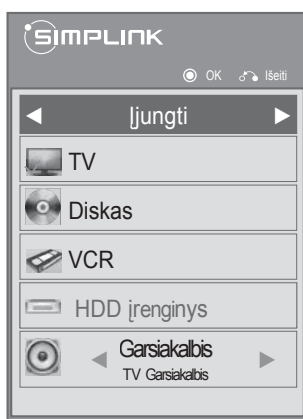 SIMPLINK
OK Išeiti
Įjungti
TV
Diskas
VCR
HDD įrenginys
Garsiakalbis
TV Garsiakalbis